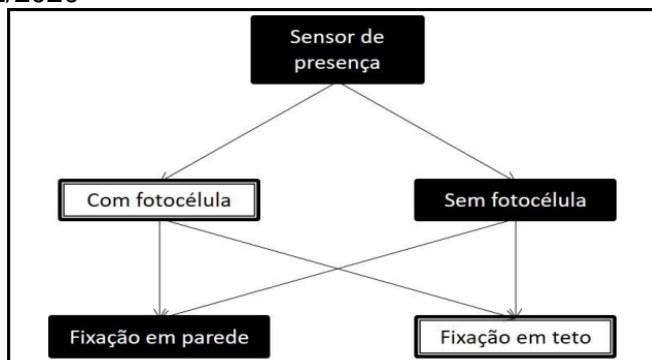 Sensor de
presença
Com fotocélula
Sem fotocélula
Fixação em parede
Fixação em teto